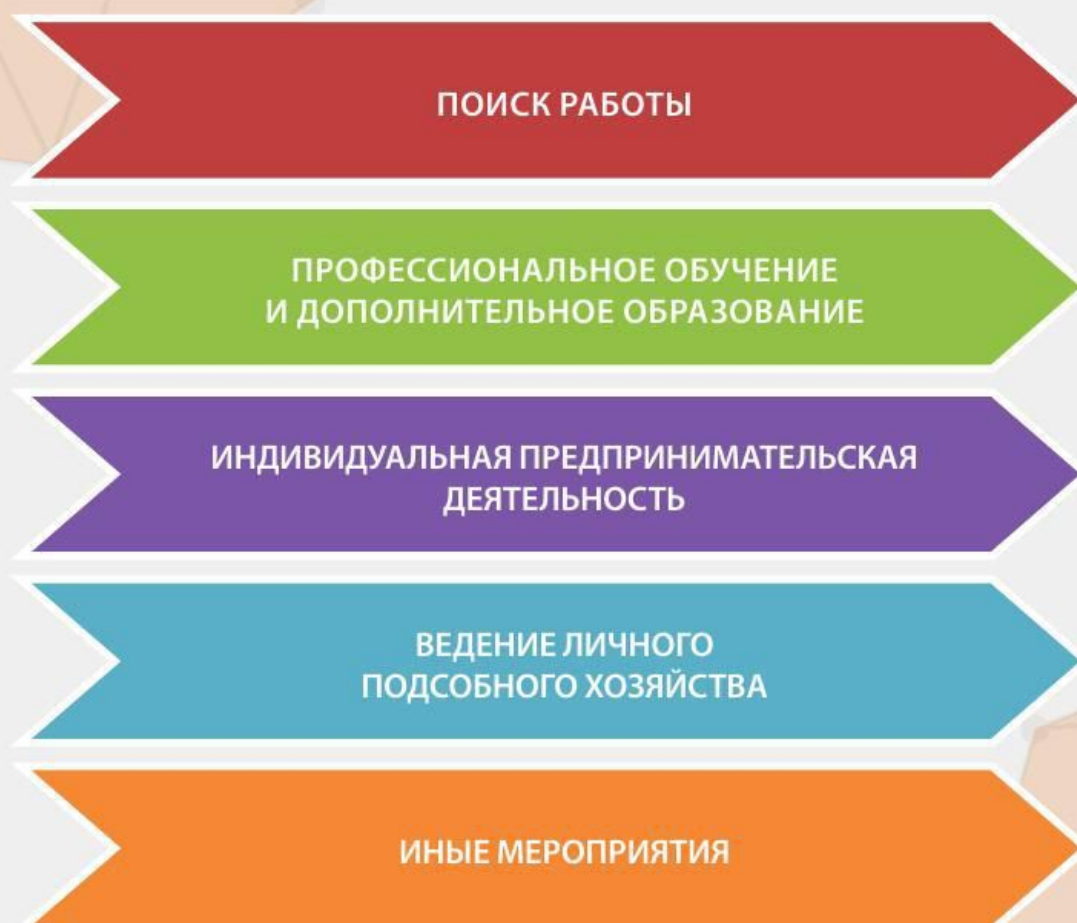 ПОИСК РАБОТЫ
ПРОФЕССИОНАЛЬНОЕ ОБУЧЕНИЕ
И ДОПОЛНИТЕЛЬНОЕ ОБРАЗОВАНИЕ
ИНДИВИДУАЛЬНАЯ ПРЕДПРИНИМАТЕЛЬСКАЯ
ДЕЯТЕЛЬНОСТЬ
ВЕДЕНИЕ ЛИЧНОГО
ПОДСОБНОГО ХОЗЯЙСТВА
ИНЫЕ МЕРОПРИЯТИЯ